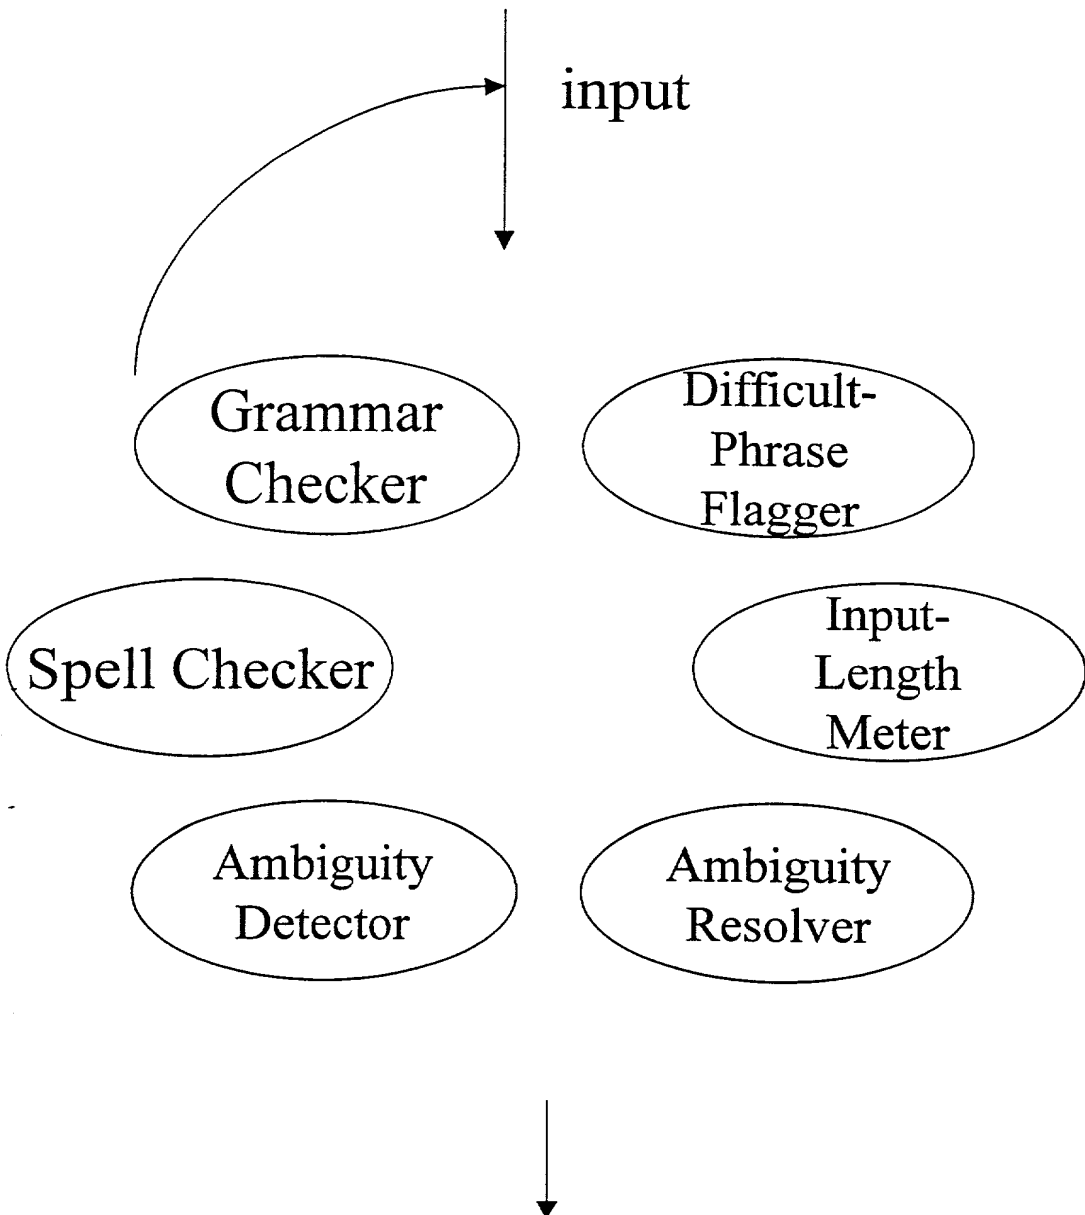 input
Grammar
Checker
Difficult-
Phrase
Flagger
Spell Checker
Input-
Length
Meter
Ambiguity
Detector
Ambiguity
Resolver